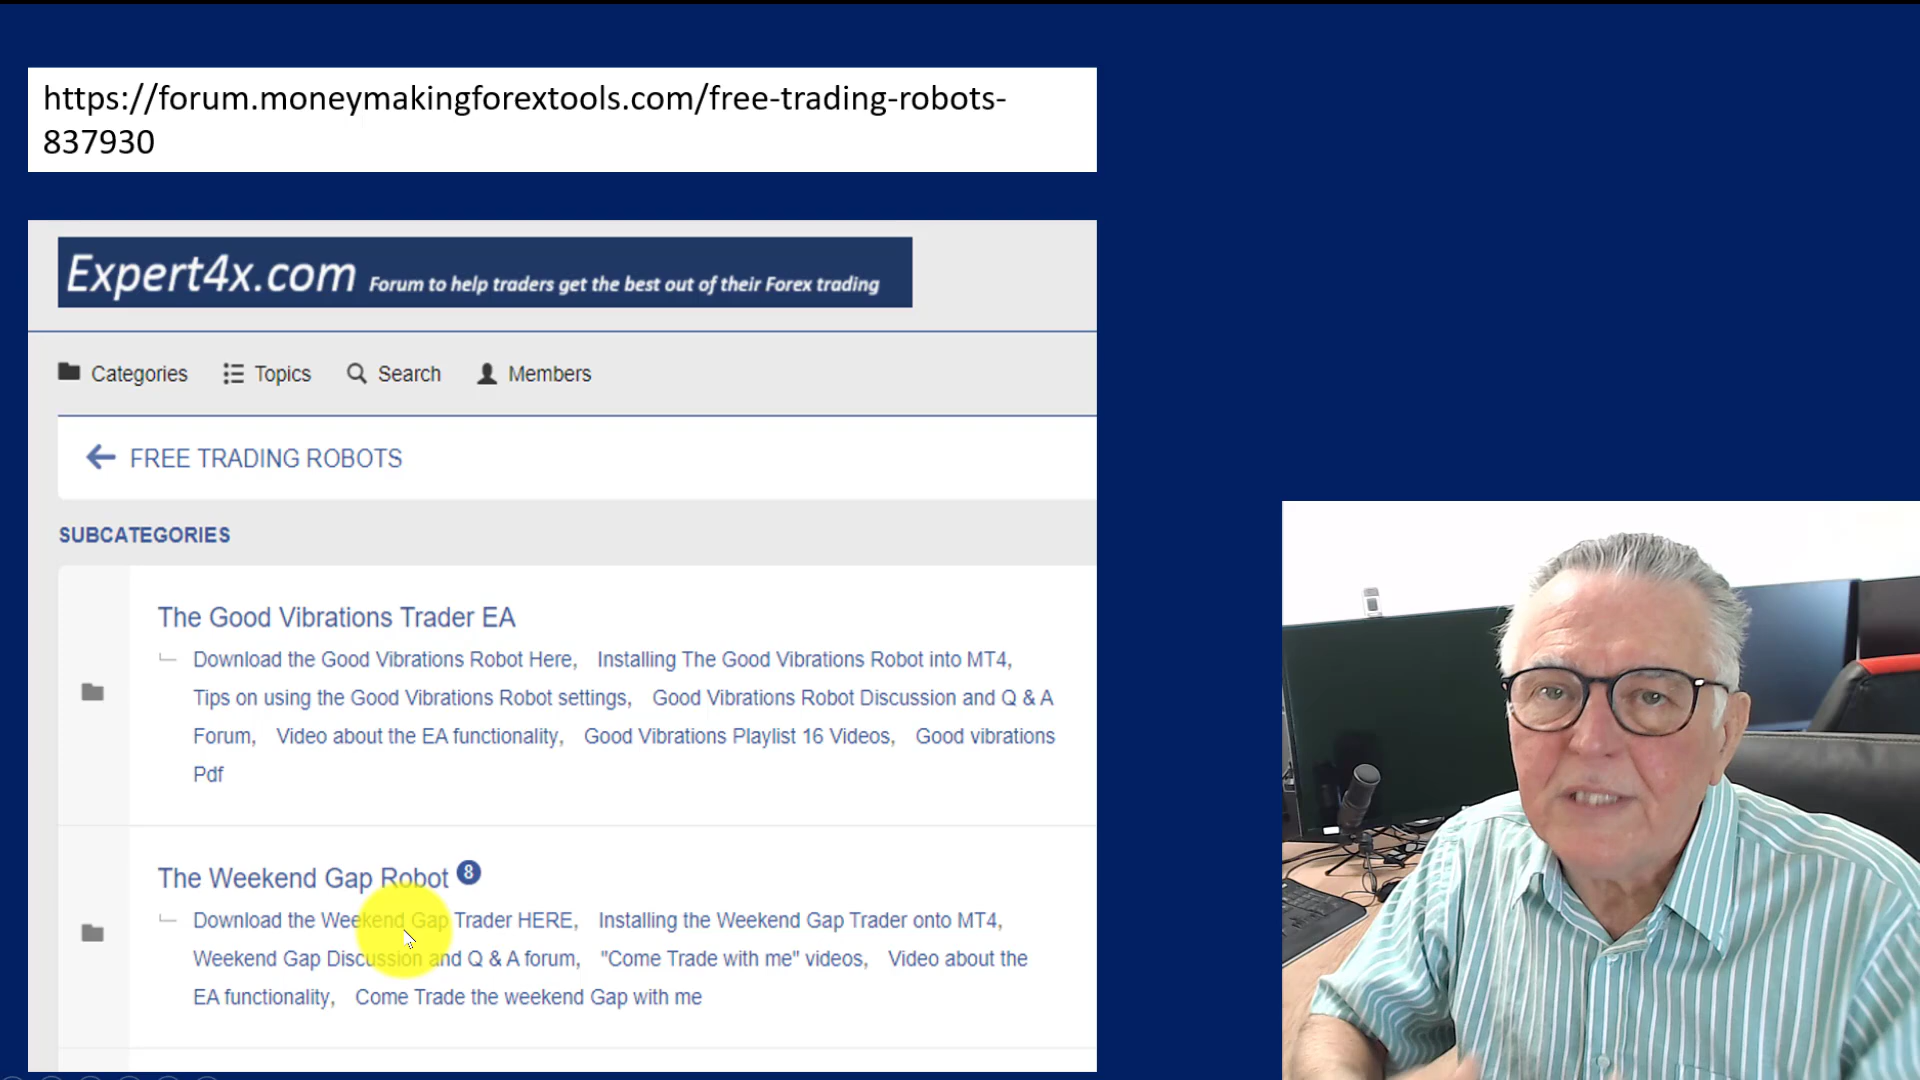 https://forum.moneymakingforextools.com/free-trading-robots-
837930
Expert4x.com Forum to help traders get the best out of their Forex trading
Categories Topics Search Members
FREE TRADING ROBOTS
SUBCATEGORIES
The Good Vibrations Trader EA
Download the Good Vibrations Robot Here, Installing The Good Vibrations Robot into MT4,
Tips on using the Good Vibrations Robot settings, Good Vibrations Robot Discussion and Q & A
Forum, Video about the EA functionality, Good Vibrations Playlist 16 Videos, Good vibrations
Pdf
The Weekend Gap Robot 8
Download the Weekend Gap Trader HERE, Installing the Weekend Gap Trader onto MT4,
Weekend Gap Discussion and Q & A forum, "Come Trade with me" videos, Video about the
EA functionality, Come Trade the weekend Gap with me